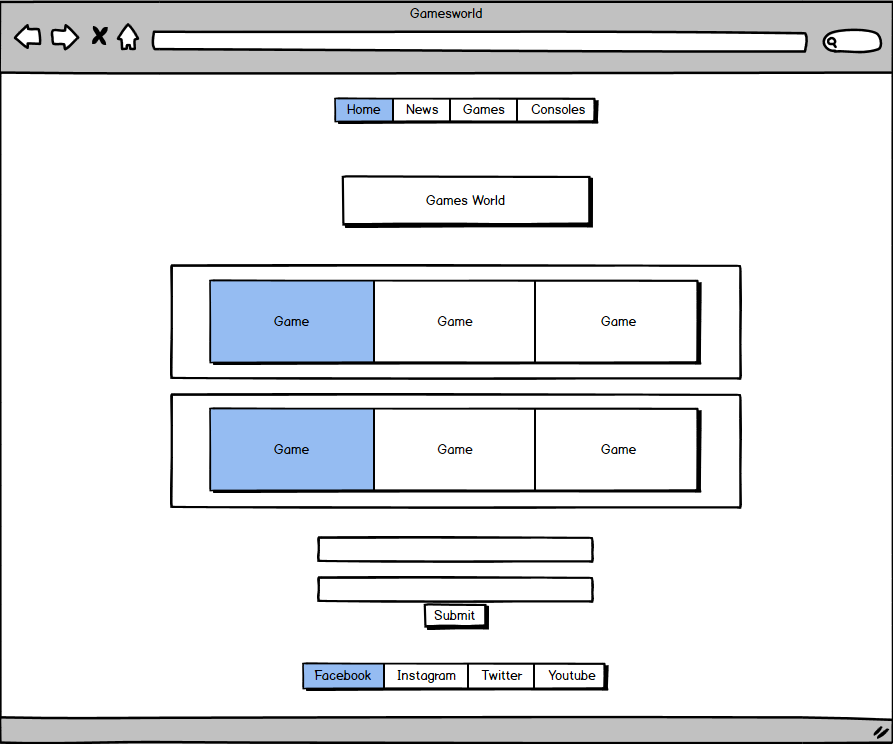 Gamesworld
Home News Games Consoles
Games World
Game Game Game
Game Game Game
Submit
Facebook Instagram Twitter Youtube